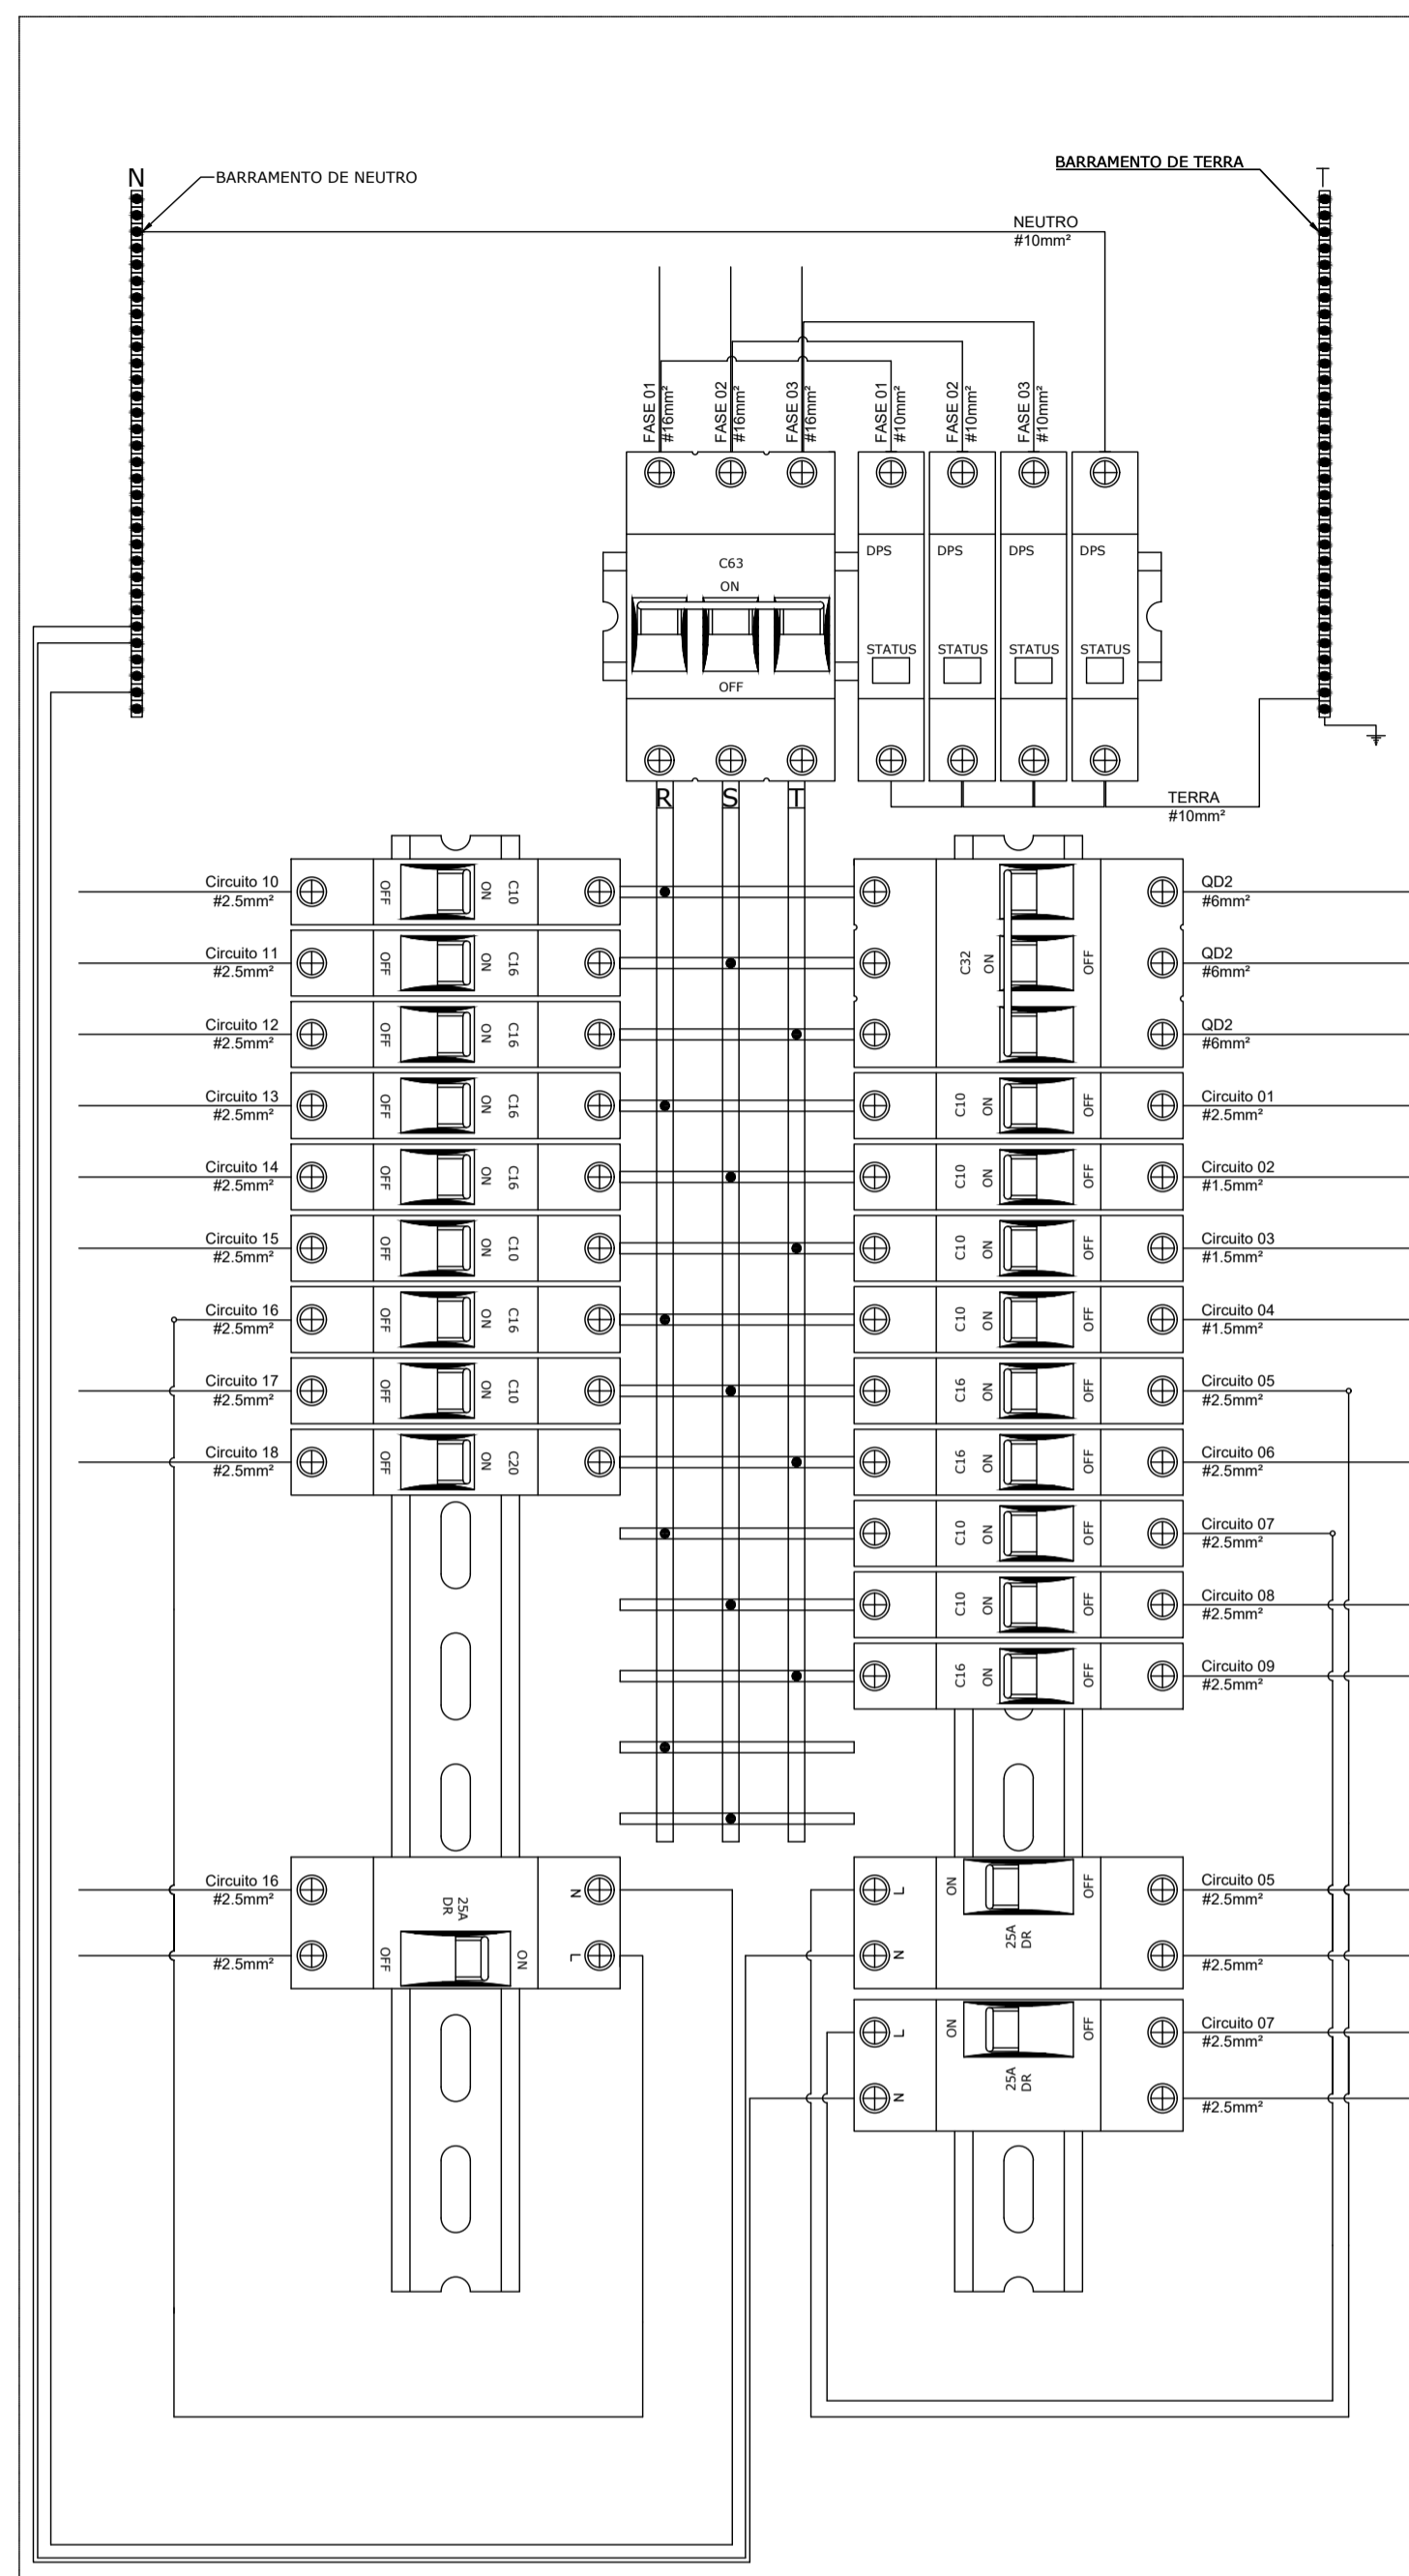 N
BARRAMENTO DE NEUTRO
BARRAMENTO DE TERRA
T
NEUTRO
#10mm²
FASE 01
#16mm²
FASE 02
#16mm²
FASE 03
#16mm²
FASE 01
#10mm²
FASE 02
#10mm²
FASE 03
#10mm²
C63
ON
OFF
DPS
STATUS
DPS
STATUS
DPS
STATUS
DPS
STATUS
R
S
T
TERRA
#10mm²
Circuito 10
#2.5mm²
OFF
ON
C10
Circuito 11
#2.5mm²
OFF
ON
C16
Circuito 12
#2.5mm²
OFF
ON
C16
Circuito 13
#2.5mm²
OFF
ON
C16
Circuito 14
#2.5mm²
OFF
ON
C16
Circuito 15
#2.5mm²
OFF
ON
C10
Circuito 16
#2.5mm²
OFF
ON
C16
Circuito 17
#2.5mm²
OFF
ON
C10
Circuito 18
#2.5mm²
OFF
ON
C20
C32
ON
OFF
QD2
#6mm²
QD2
#6mm²
QD2
#6mm²
C10
ON
OFF
Circuito 01
#2.5mm²
C10
ON
OFF
Circuito 02
#1.5mm²
C10
ON
OFF
Circuito 03
#1.5mm²
C10
ON
OFF
Circuito 04
#1.5mm²
C16
ON
OFF
Circuito 05
#2.5mm²
C16
ON
OFF
Circuito 06
#2.5mm²
C10
ON
OFF
Circuito 07
#2.5mm²
C10
ON
OFF
Circuito 08
#2.5mm²
C16
ON
OFF
Circuito 09
#2.5mm²
Circuito 16
#2.5mm²
#2.5mm²
OFF
25A
DR
ON
N
L
L
N
ON
25A
DR
OFF
Circuito 05
#2.5mm²
#2.5mm²
L
N
ON
25A
DR
OFF
Circuito 07
#2.5mm²
#2.5mm²